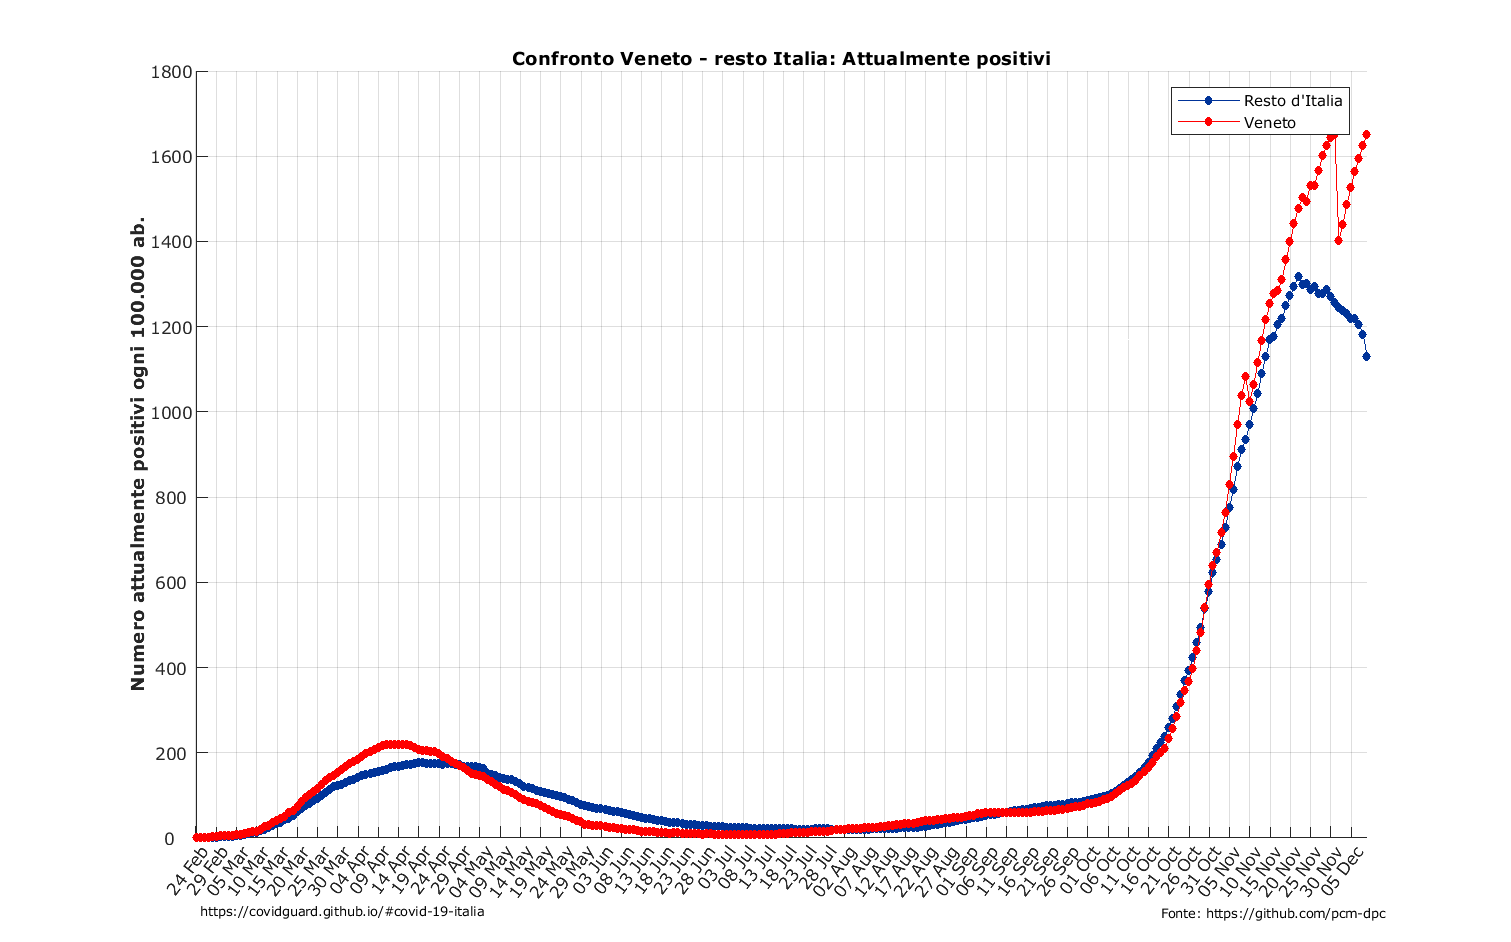 Confronto Veneto - resto Italia: Attualmente positivi
Resto d'Italia
Veneto
Numero attualmente positivi ogni 100.000 ab.
1800
1600
1400
1200
1000
800
600
400
200
0
24 Feb
29 Feb
05 Mar
10 Mar
15 Mar
20 Mar
25 Mar
30 Mar
04 Apr
09 Apr
14 Apr
19 Apr
24 Apr
29 Apr
04 May
09 May
14 May
19 May
24 May
29 May
03 Jun
08 Jun
13 Jun
18 Jun
23 Jun
28 Jun
03 Jul
08 Jul
13 Jul
18 Jul
23 Jul
28 Jul
02 Aug
07 Aug
12 Aug
17 Aug
22 Aug
27 Aug
01 Sep
06 Sep
11 Sep
16 Sep
21 Sep
26 Sep
01 Oct
06 Oct
11 Oct
16 Oct
21 Oct
26 Oct
31 Oct
05 Nov
10 Nov
15 Nov
20 Nov
25 Nov
30 Nov
05 Dec
https://covidguard.github.io/#covid-19-italia
Fonte: https://github.com/pcm-dpc